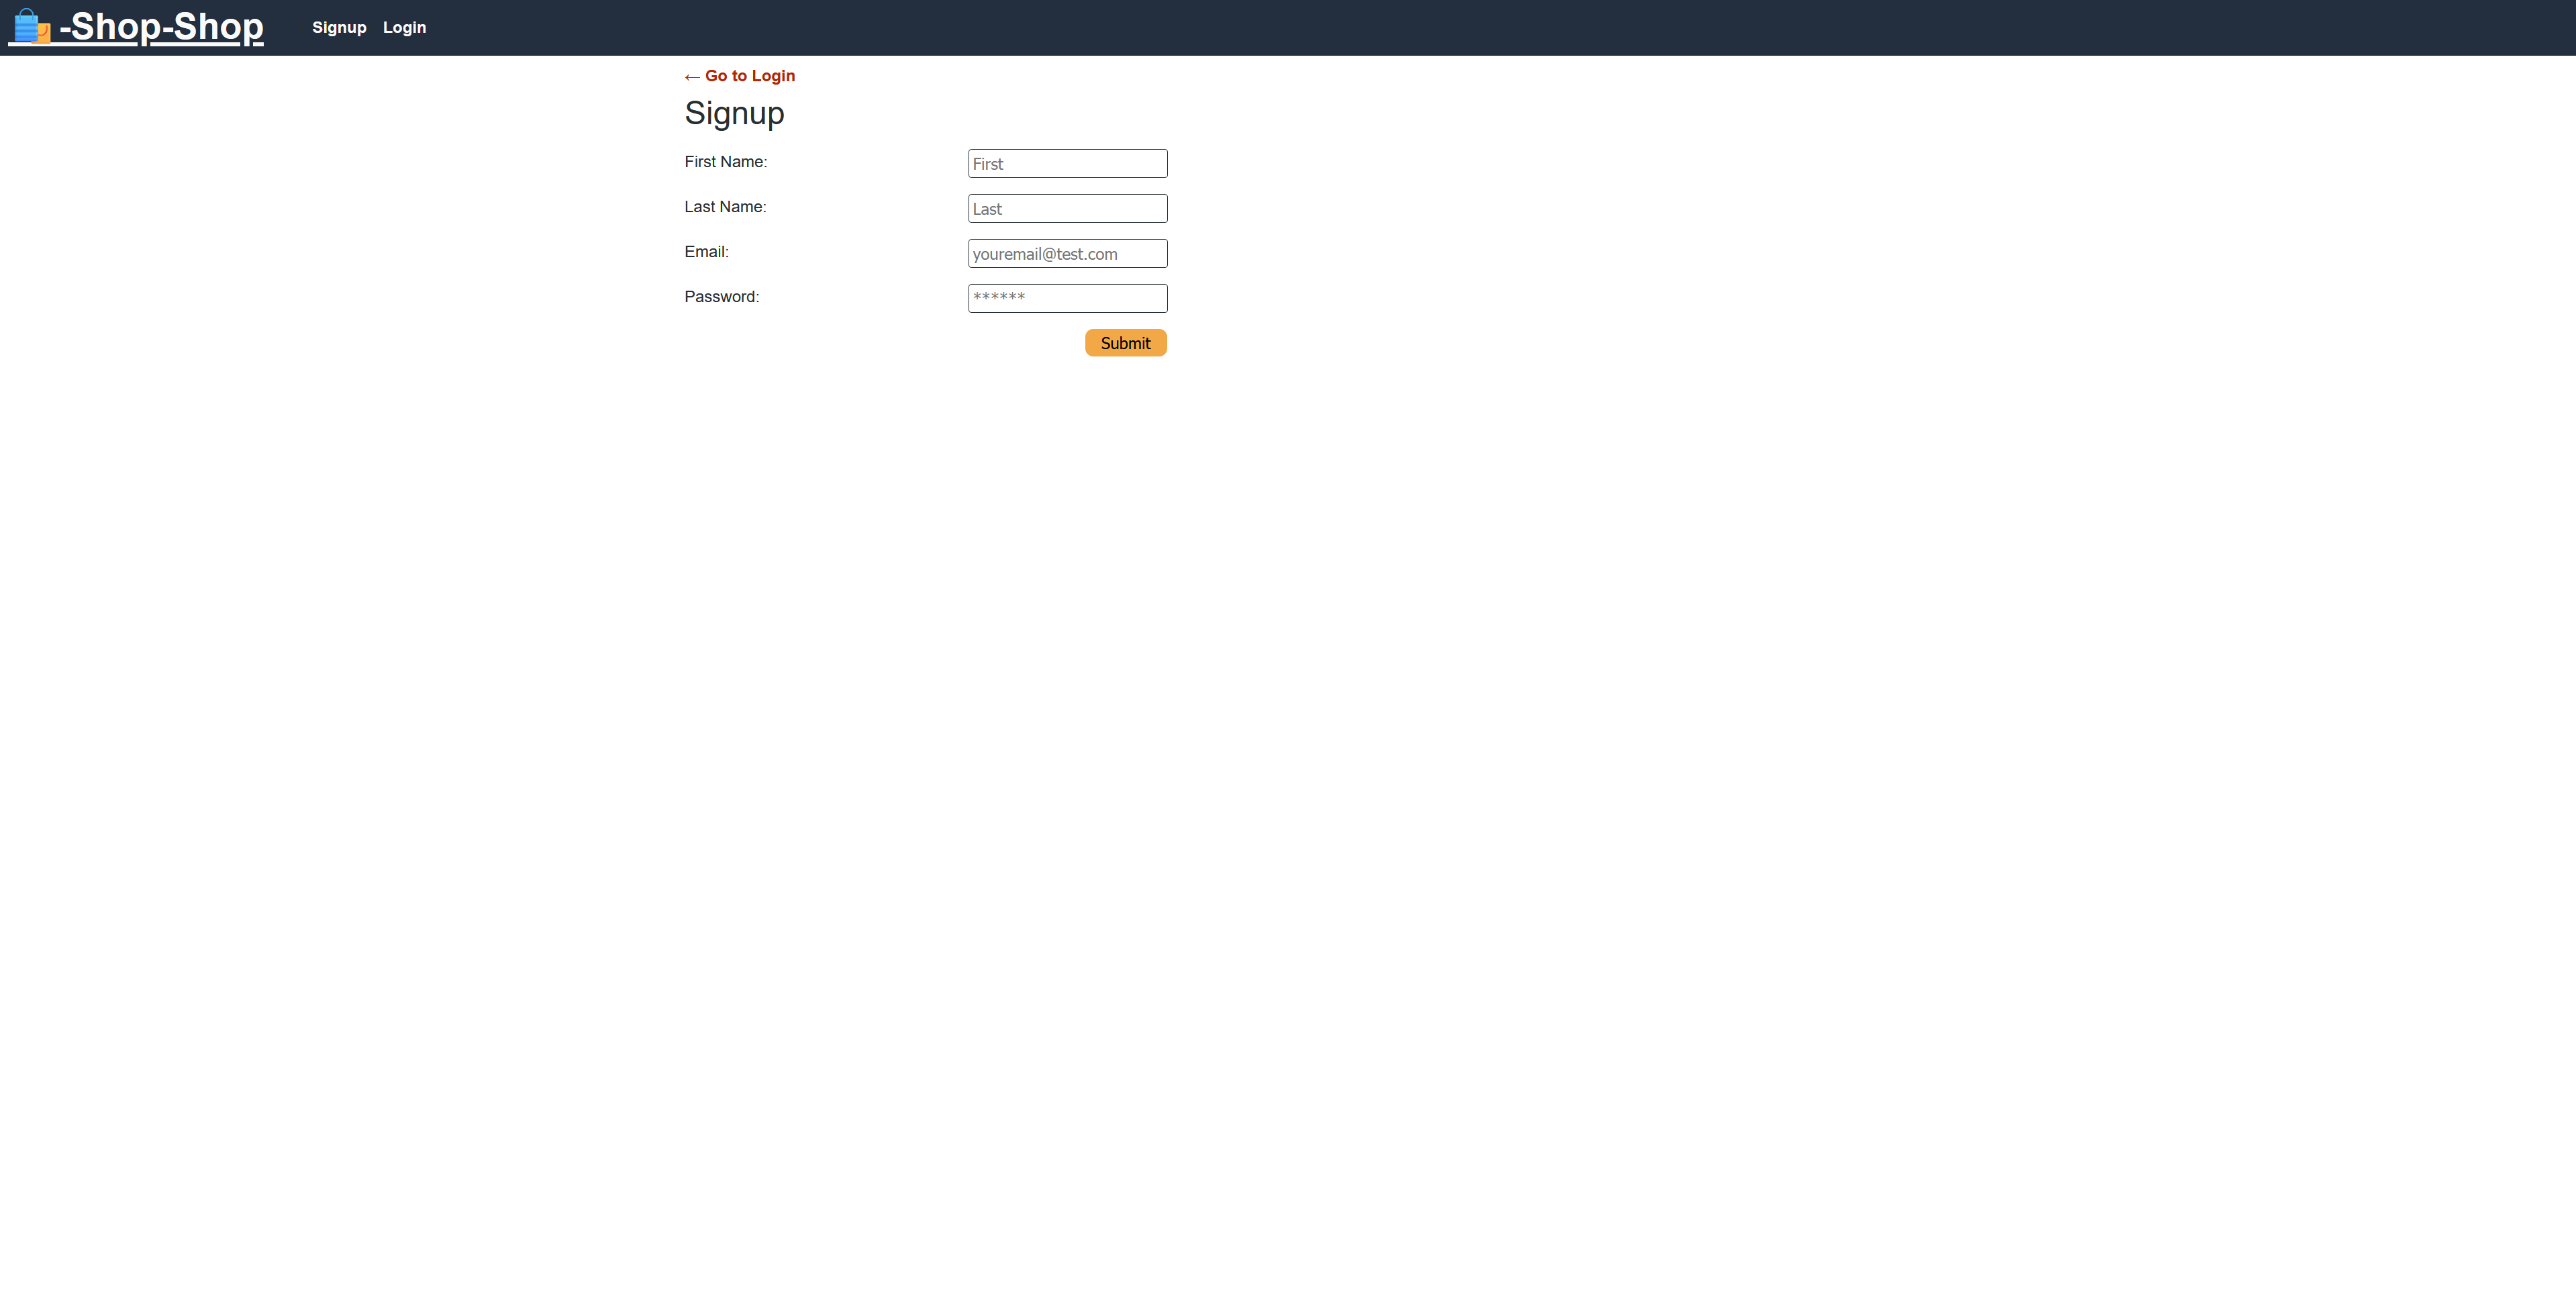 -Shop-Shop Signup Login
← Go to Login
Signup
First Name: First
Last Name: Last
Email: youremail@test.com
Password: ******
Submit